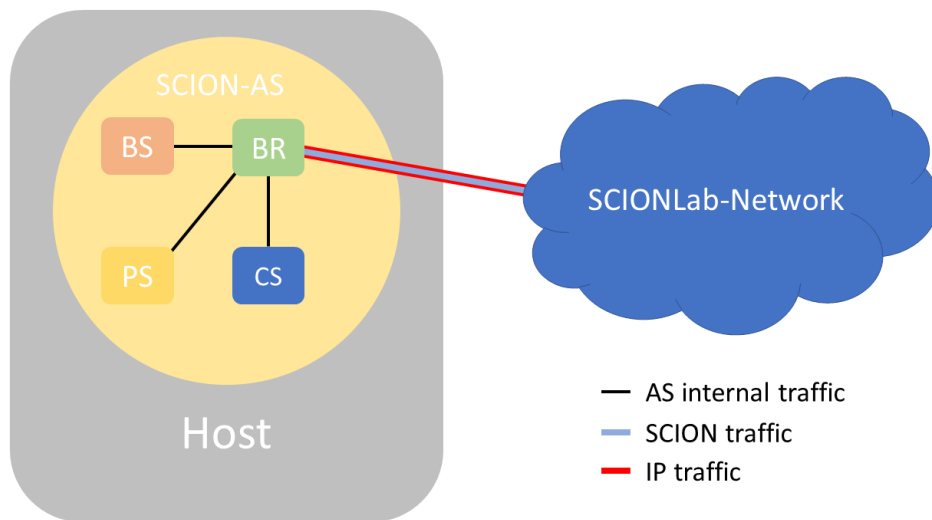 SCION-AS
BS
BR
PS
CS
Host
SCIONLab-Network
AS internal traffic
SCION traffic
IP traffic